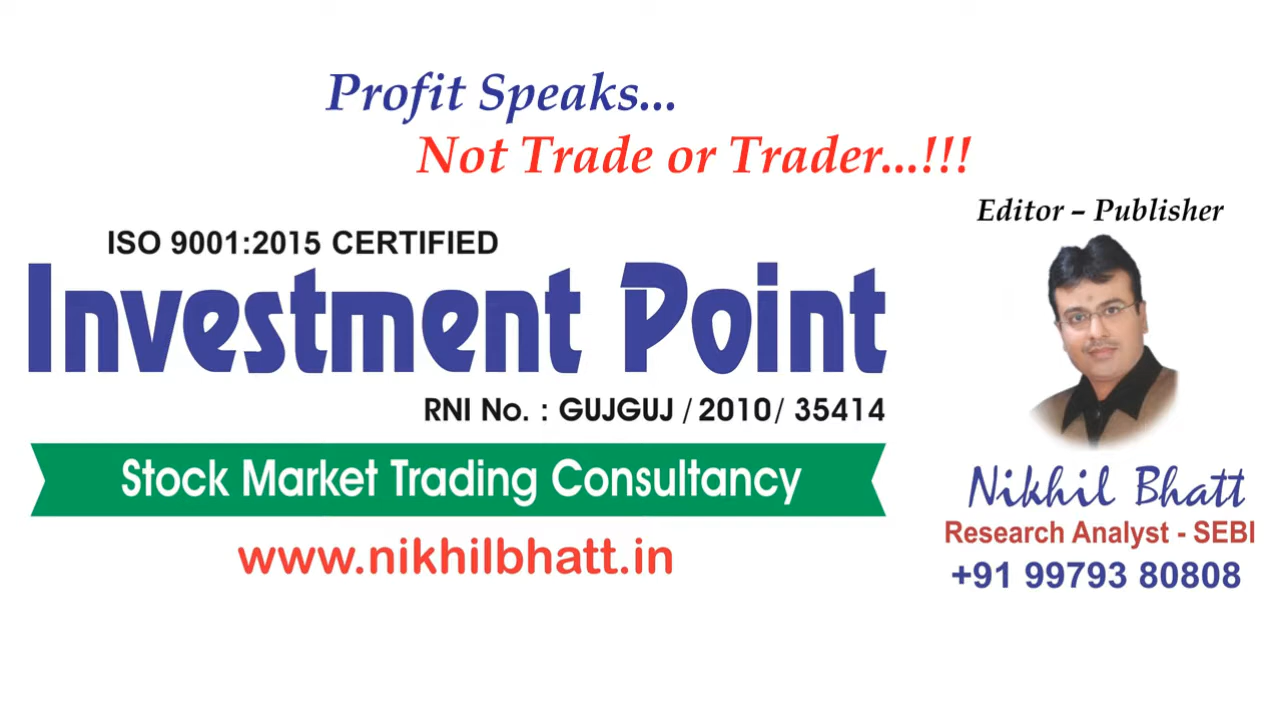 Profit Speaks...
Not Trade or Trader...!!!
Editor – Publisher
ISO 9001:2015 CERTIFIED
Investment Point
RNI No. : GUJGUJ / 2010/ 35414
Stock Market Trading Consultancy
www.nikhilbhatt.in
Nikhil Bhatt
Research Analyst - SEBI
+91 99793 80808